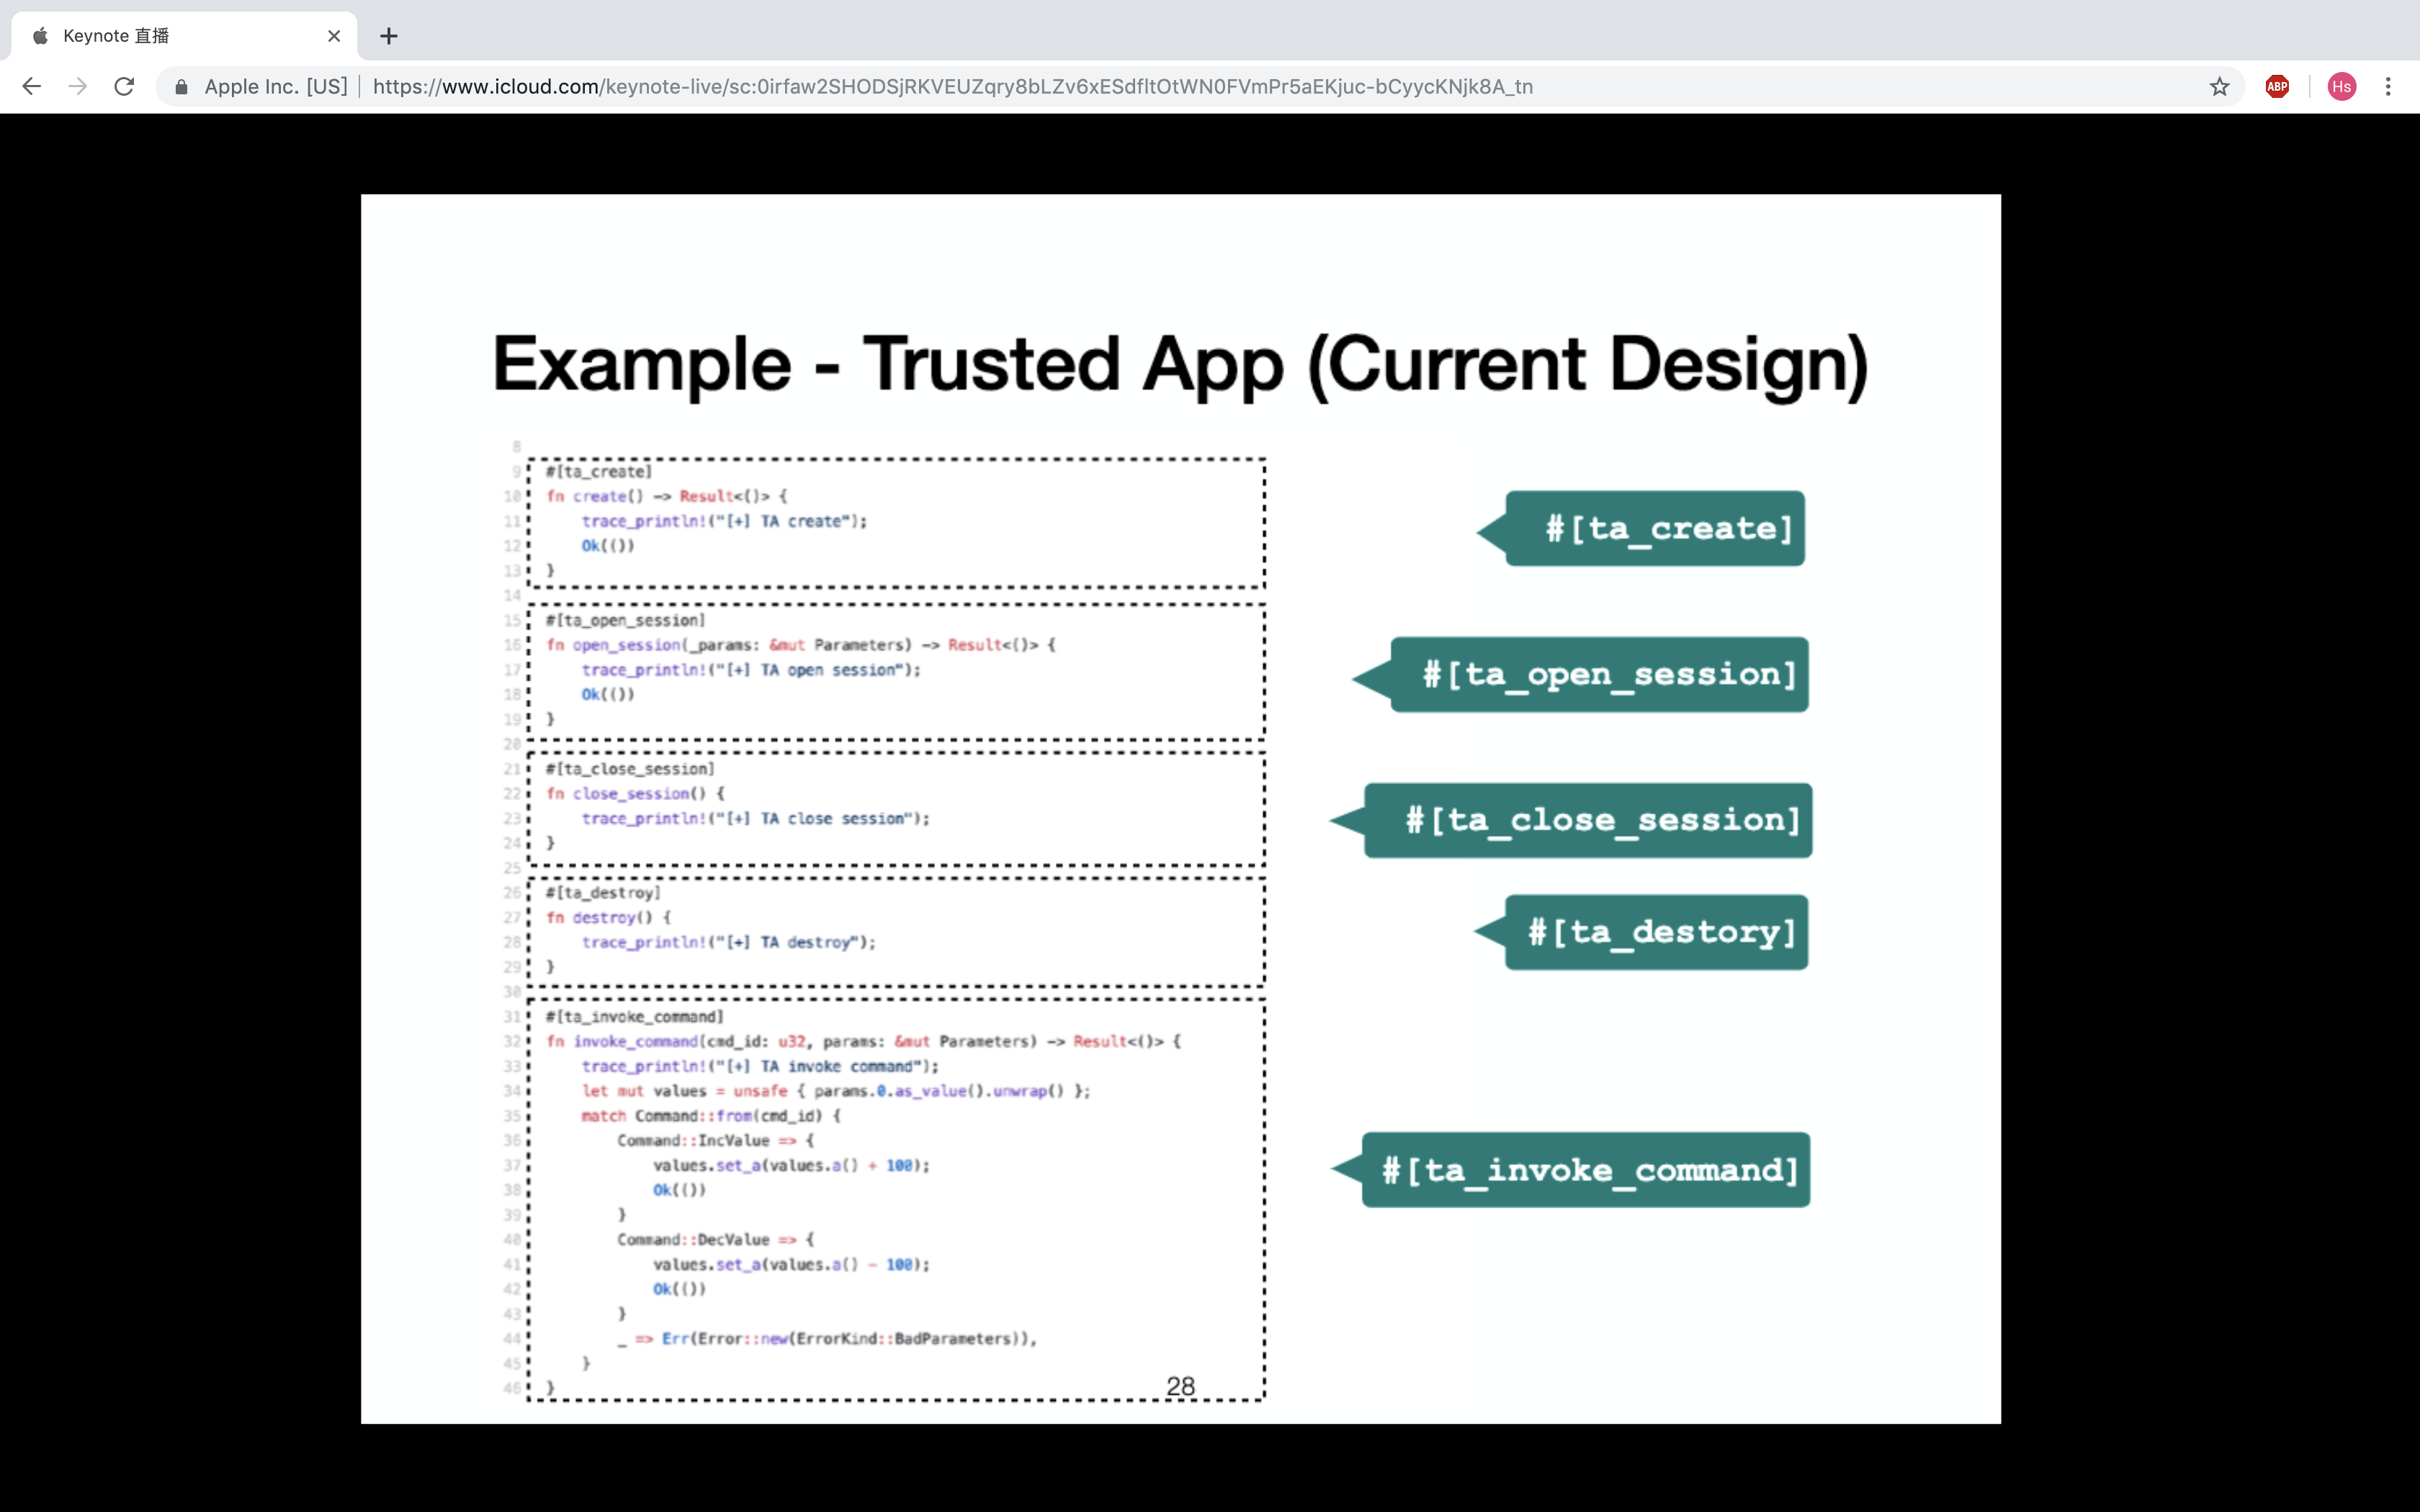 Keynote 直播
Apple Inc. [US] https://www.icloud.com/keynote-live/sc:0irfaw2SHODSjRKVEUZqry8bLZv6xESdfltOtWN0FVmPr5aEKjuc-bCyycKNjk8A_tn
ABP
Hs
Example - Trusted App (Current Design)
8
9 #[ta_create]
10 fn create() -> Result<()> {
11 trace_println!("[+] TA create");
12 Ok(())
13 }
14
15 #[ta_open_session]
16 fn open_session(_params: &mut Parameters) -> Result<()> {
17 trace_println!("[+] TA open session");
18 Ok(())
19 }
20
21 #[ta_close_session]
22 fn close_session() {
23 trace_println!("[+] TA close session");
24 }
25
26 #[ta_destroy]
27 fn destroy() {
28 trace_println!("[+] TA destroy");
29 }
30
31 #[ta_invoke_command]
32 fn invoke_command(cmd_id: u32, params: &mut Parameters) -> Result<()> {
33 trace_println!("[+] TA invoke command");
34 let mut values = unsafe { params.0.as_value().unwrap() };
35 match Command::from(cmd_id) {
36 Command::IncValue => {
37 values.set_a(values.a() + 100);
38 Ok(())
39 }
40 Command::DecValue => {
41 values.set_a(values.a() - 100);
42 Ok(())
43 }
44 _ => Err(Error::new(ErrorKind::BadParameters)),
45 }
46 }
#[ta_create]
#[ta_open_session]
#[ta_close_session]
#[ta_destory]
#[ta_invoke_command]
28